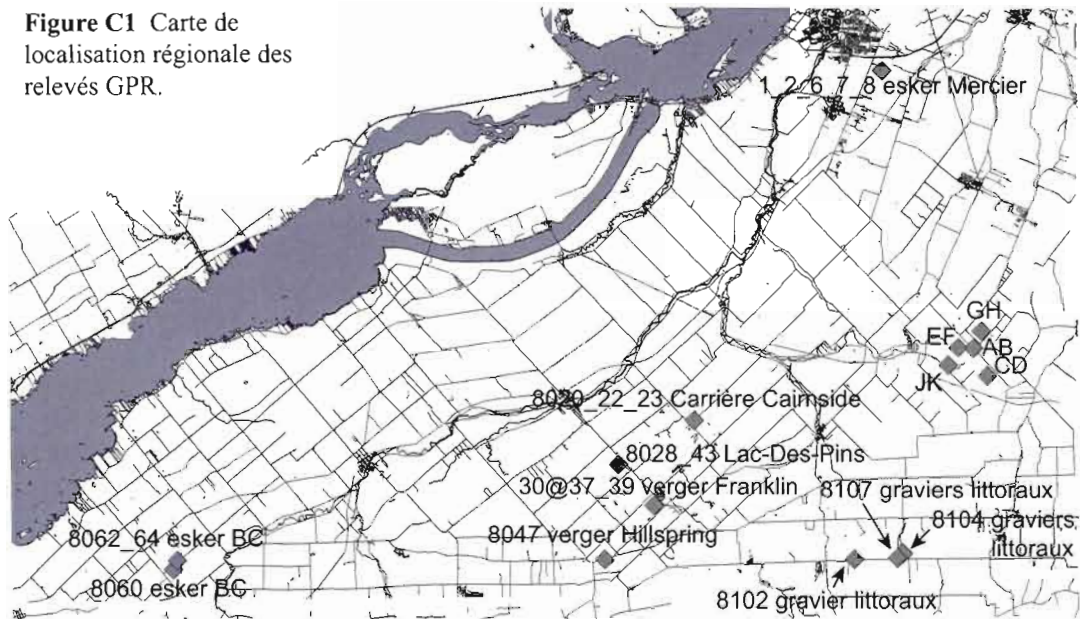 Figure C1 Carte de
localisation régionale des
relevés GPR.
1_2_6_7_8 esker Mercier
GH
EF
AB
CD
JK
8020_22_23 Carrière Cairnside
8028_43 Lac-Des-Pins
30@37_39 verger Franklin
8107 graviers littoraux
8104 graviers
littoraux
8047 verger Hillspring
8062_64 esker BC
8060 esker BC
8102 gravier littoraux